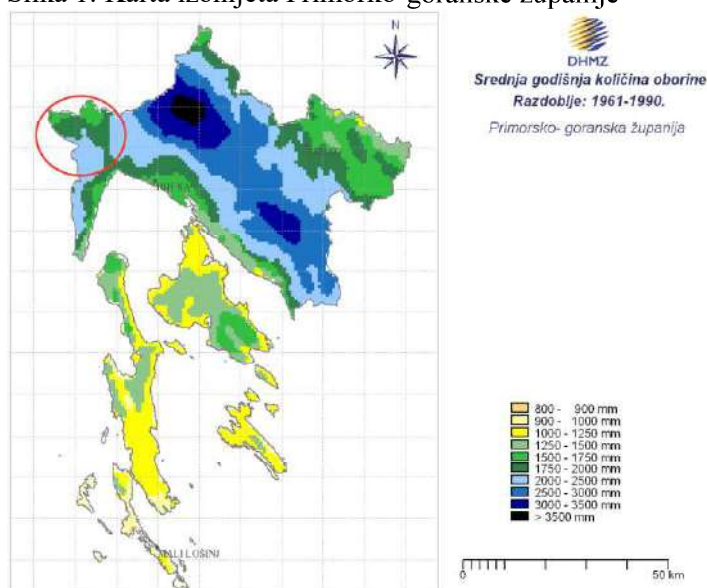 Slika 1: Karta izohijeta Primorko-goranske županije
N
DHMZ
Srednja godišnja količina oborine
Razdoblje: 1961-1990.
Primorsko- goranska županija
RIJEKA
800 - 900 mm
900 - 1000 mm
1000 - 1250 mm
1250 - 1500 mm
1500 - 1750 mm
1750 - 2000 mm
2000 - 2500 mm
2500 - 3000 mm
3000 - 3500 mm
> 3500 mm
MALI LOŠINJ
0 50 km